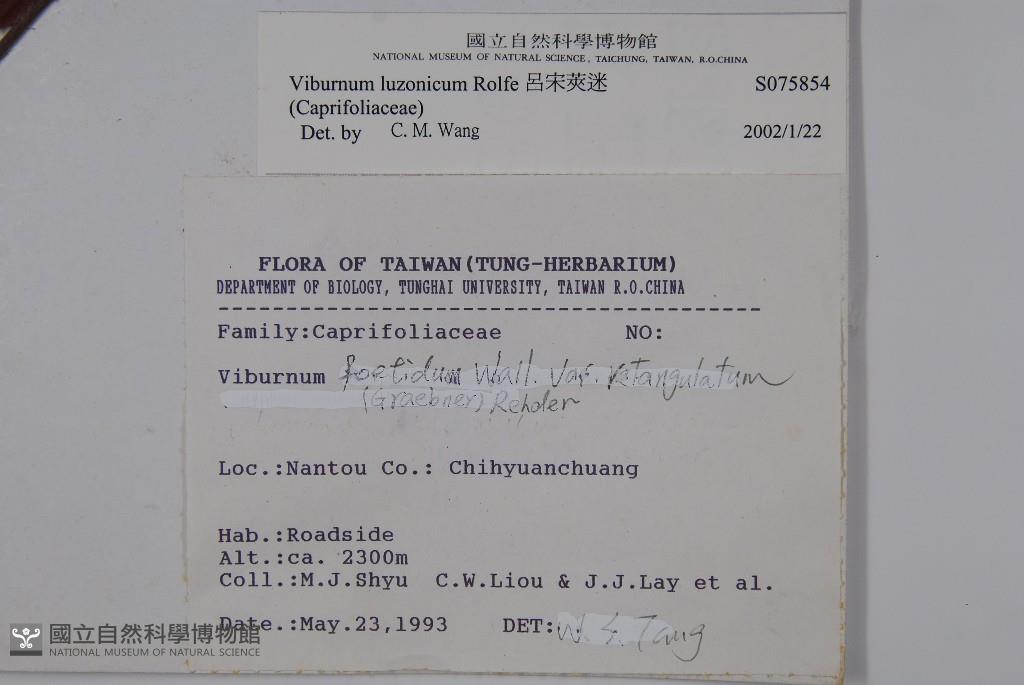 國立自然科學博物館
NATIONAL MUSEUM OF NATURAL SCIENCE, TAICHUNG, TAIWAN, R.O.CHINA
Viburnum luzonicum Rolfe 呂宋莢迷 S075854
(Caprifoliaceae)
Det. by C. M. Wang 2002/1/22
FLORA OF TAIWAN(TUNG-HERBARIUM)
DEPARTMENT OF BIOLOGY, TUNGHAI UNIVERSITY, TAIWAN R.O.CHINA
Family:Caprifoliaceae NO:
Viburnum foetidum Wall. var. retangulatum
(Graebner) Rehder
Loc.:Nantou Co.: Chihyuanchuang
Hab.:Roadside
Alt.:ca. 2300m
Coll.:M.J.Shyu C.W.Liou & J.J.Lay et al.
Date.:May.23,1993 DET: W. S. Tang
國立自然科學博物館
NATIONAL MUSEUM OF NATURAL SCIENCE